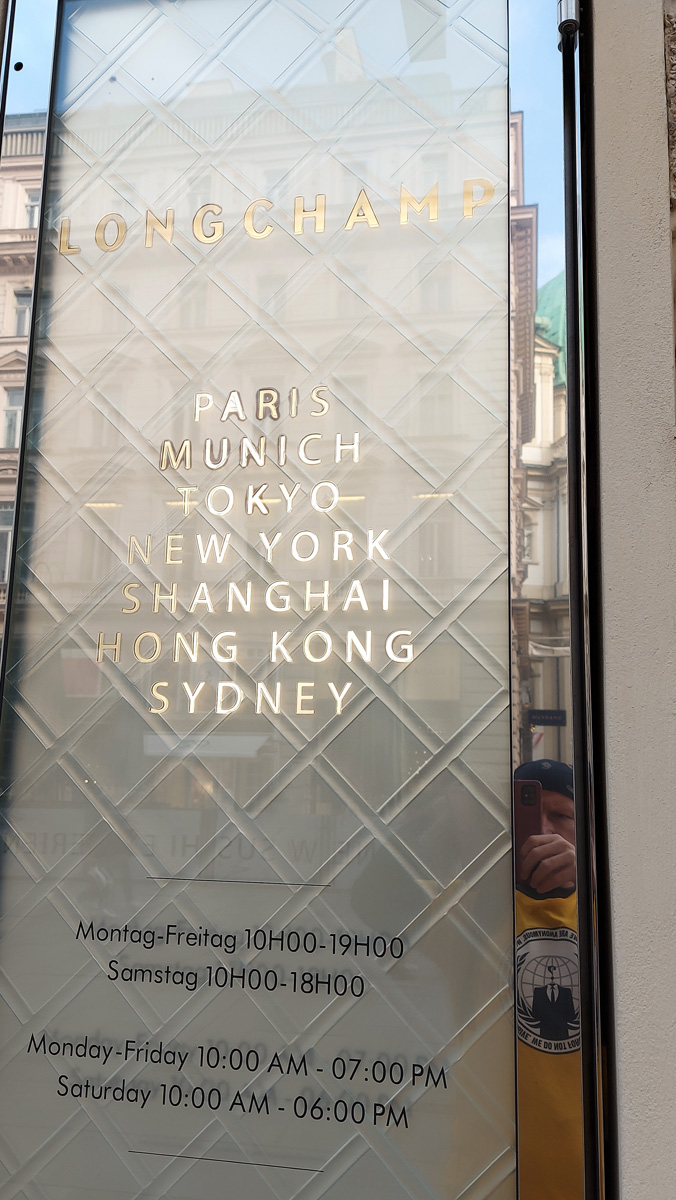 LONGCHAMP
PARIS
MUNICH
TOKYO
NEW YORK
SHANGHAI
HONG KONG
SYDNEY
Montag-Freitag 10H00-19H00
Samstag 10H00-18H00
Monday-Friday 10:00 AM - 07:00 PM
Saturday 10:00 AM - 06:00 PM